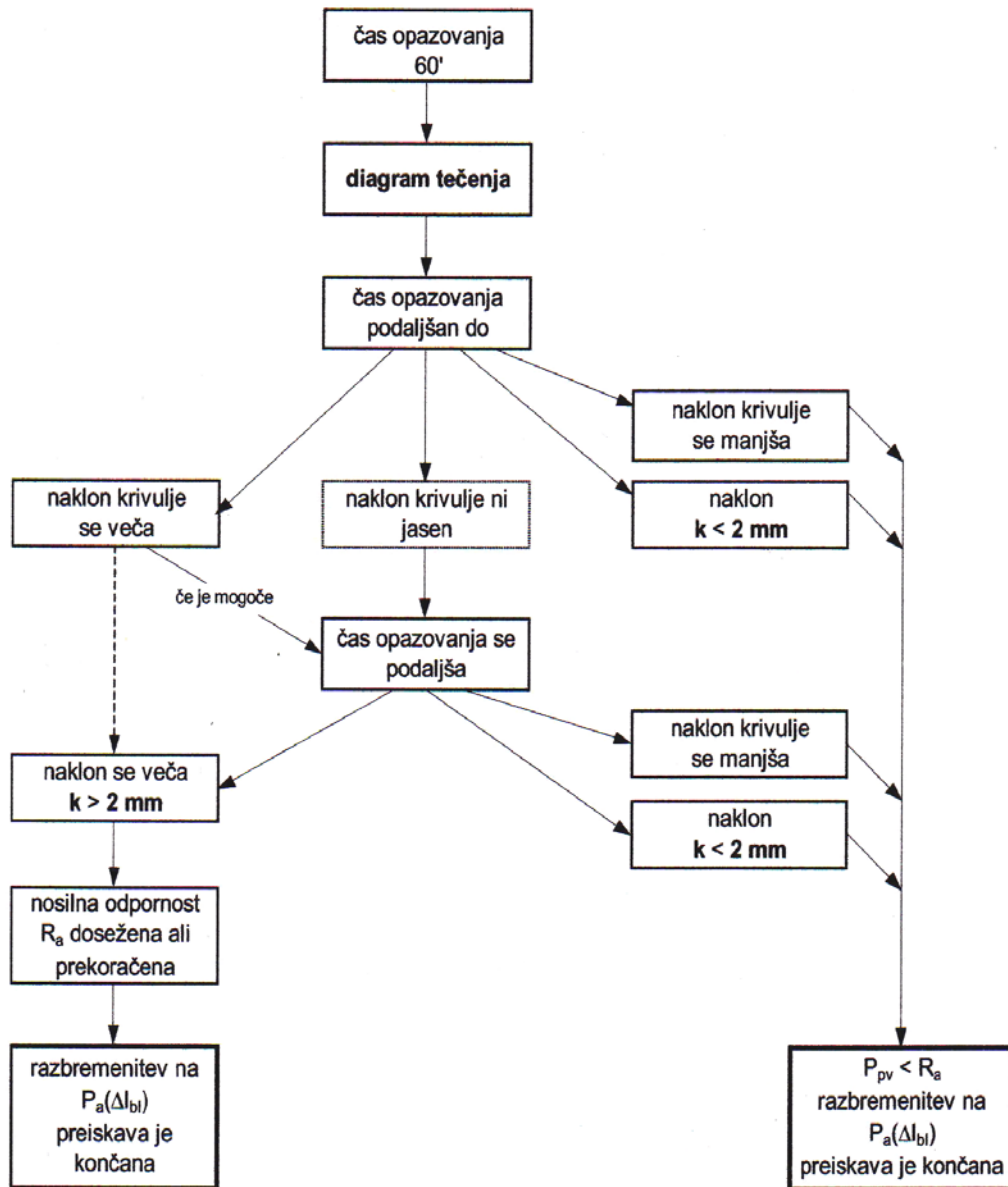 čas opazovanja
60'
diagram tečenja
čas opazovanja
podaljšan do
naklon krivulje
se manjša
naklon krivulje
se veča
naklon krivulje ni
jasen
naklon
k < 2 mm
če je mogoče
čas opazovanja se
podaljša
naklon krivulje
se manjša
naklon se veča
k > 2 mm
naklon
k < 2 mm
nosilna odpornost
Rₐ dosežena ali
prekoračena
razbremenitev na
Pₐ(Δl_bl)
preiskava je
končana
P_pv < Rₐ
razbremenitev na
Pₐ(Δl_bl)
preiskava je končana